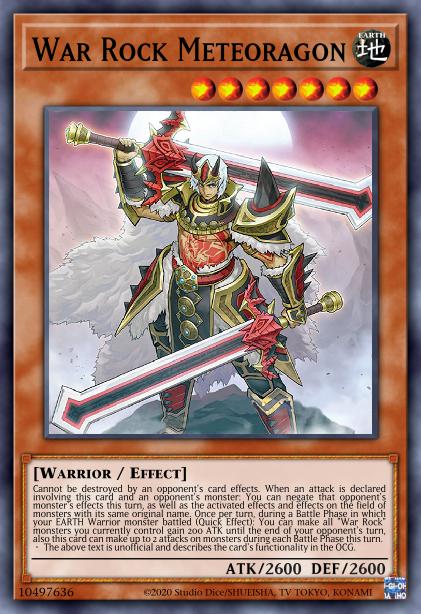 WAR ROCK METEORAGON
EARTH
地
[WARRIOR / EFFECT]
Cannot be destroyed by an opponent's card effects. When an attack is declared
involving this card and an opponent's monster: You can negate that opponent's
monster's effects this turn, as well as the activated effects and effects on the field
of monsters with its same original name. Once per turn, during a Battle Phase in which
your EARTH Warrior monster battled (Quick Effect): You can make all "War Rock"
monsters you currently control gain 200 ATK until the end of your opponent's turn,
also this card can make up to 2 attacks on monsters during each Battle Phase this turn.
- The above text is unofficial and describes the card's functionality in the OCG.
ATK/2600 DEF/2600
10497636
©2020 Studio Dice/SHUEISHA, TV TOKYO, KONAMI